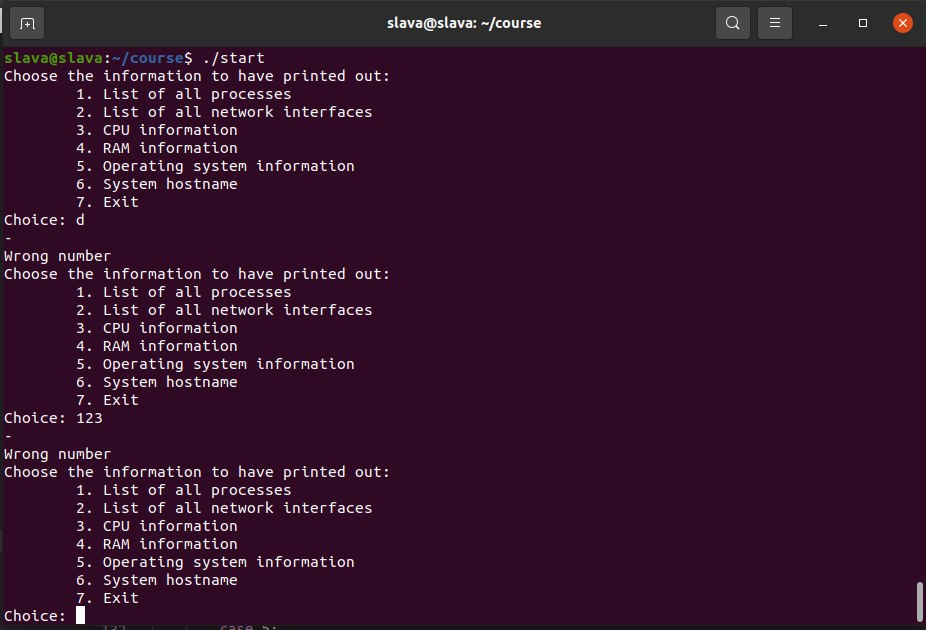 slava@slava: ~/course
slava@slava:~/course$ ./start
Choose the information to have printed out:
1. List of all processes
2. List of all network interfaces
3. CPU information
4. RAM information
5. Operating system information
6. System hostname
7. Exit
Choice: d
-
Wrong number
Choose the information to have printed out:
1. List of all processes
2. List of all network interfaces
3. CPU information
4. RAM information
5. Operating system information
6. System hostname
7. Exit
Choice: 123
-
Wrong number
Choose the information to have printed out:
1. List of all processes
2. List of all network interfaces
3. CPU information
4. RAM information
5. Operating system information
6. System hostname
7. Exit
Choice:
case 5: